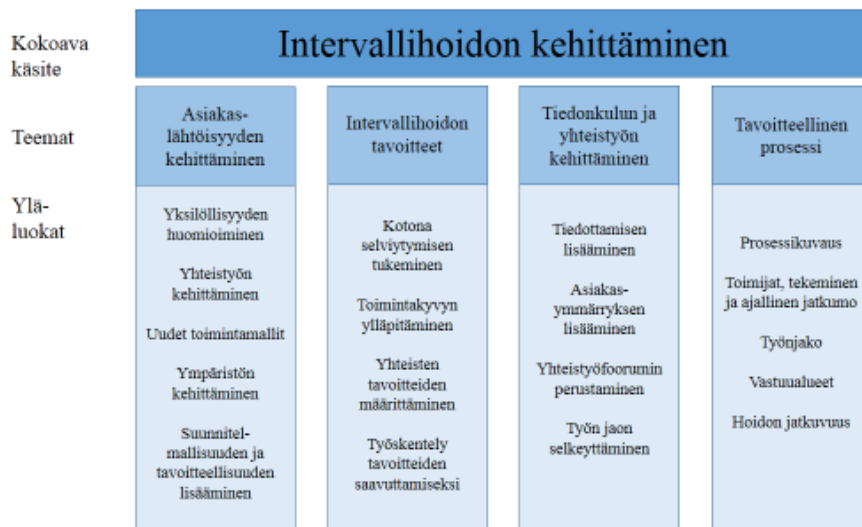 Kokoava
käsite
Intervallihoidon kehittäminen
Teemat
Asiakas-
lähtöisyyden
kehittäminen
Intervallihoidon
tavoitteet
Tiedonkulun ja
yhteistyön
kehittäminen
Tavoitteellinen
prosessi
Ylä-
luokat
Yksilöllisyyden
huomioiminen
Yhteistyön
kehittäminen
Uudet toimintamallit
Ympäristön
kehittäminen
Suunnitel-
mallisuuden ja
tavoitteellisuuden
lisääminen
Kotona
selviytymisen
tukeminen
Toimintakyvyn
ylläpitäminen
Yhteisten
tavoitteiden
määrittäminen
Työskentely
tavoitteiden
saavuttamiseksi
Tiedottamisen
lisääminen
Asiakas-
ymmärryksen
lisääminen
Yhteistyöfoorumin
perustaminen
Työn jaon
selkeyttäminen
Prosessikuvaus
Toimijat, tekeminen
ja ajallinen jatkumo
Työnjako
Vastuualueet
Hoidon jatkuvuus